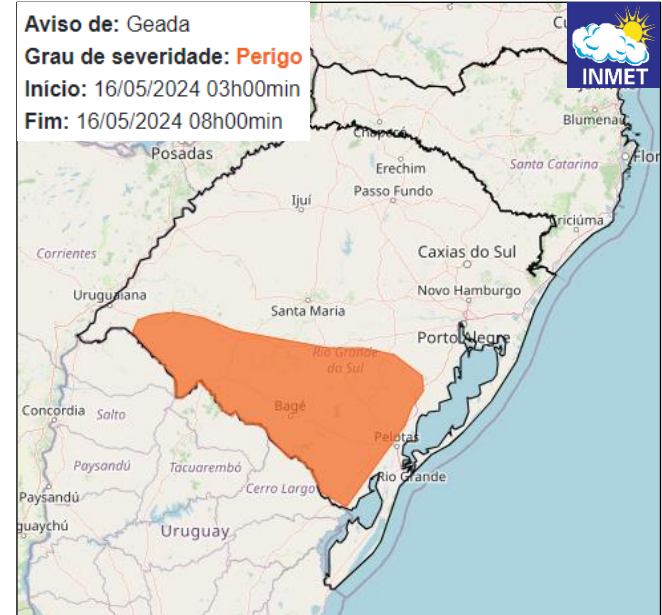 Aviso de: Geada
Grau de severidade: Perigo
Início: 16/05/2024 03h00min
Fim: 16/05/2024 08h00min
INMET
Blumenau
Posadas
Erechim
Santa Catarina
Passo Fundo
Ijuí
Corrientes
Caxias do Sul
Uruguaiana
Novo Hamburgo
Santa Maria
Porto Alegre
Rio Grande
do Sul
Concordia
Salto
Bagé
Pelotas
Paysandú
Tacuarembó
Cerro Largo
Rio Grande
Paysandú
Uruguay